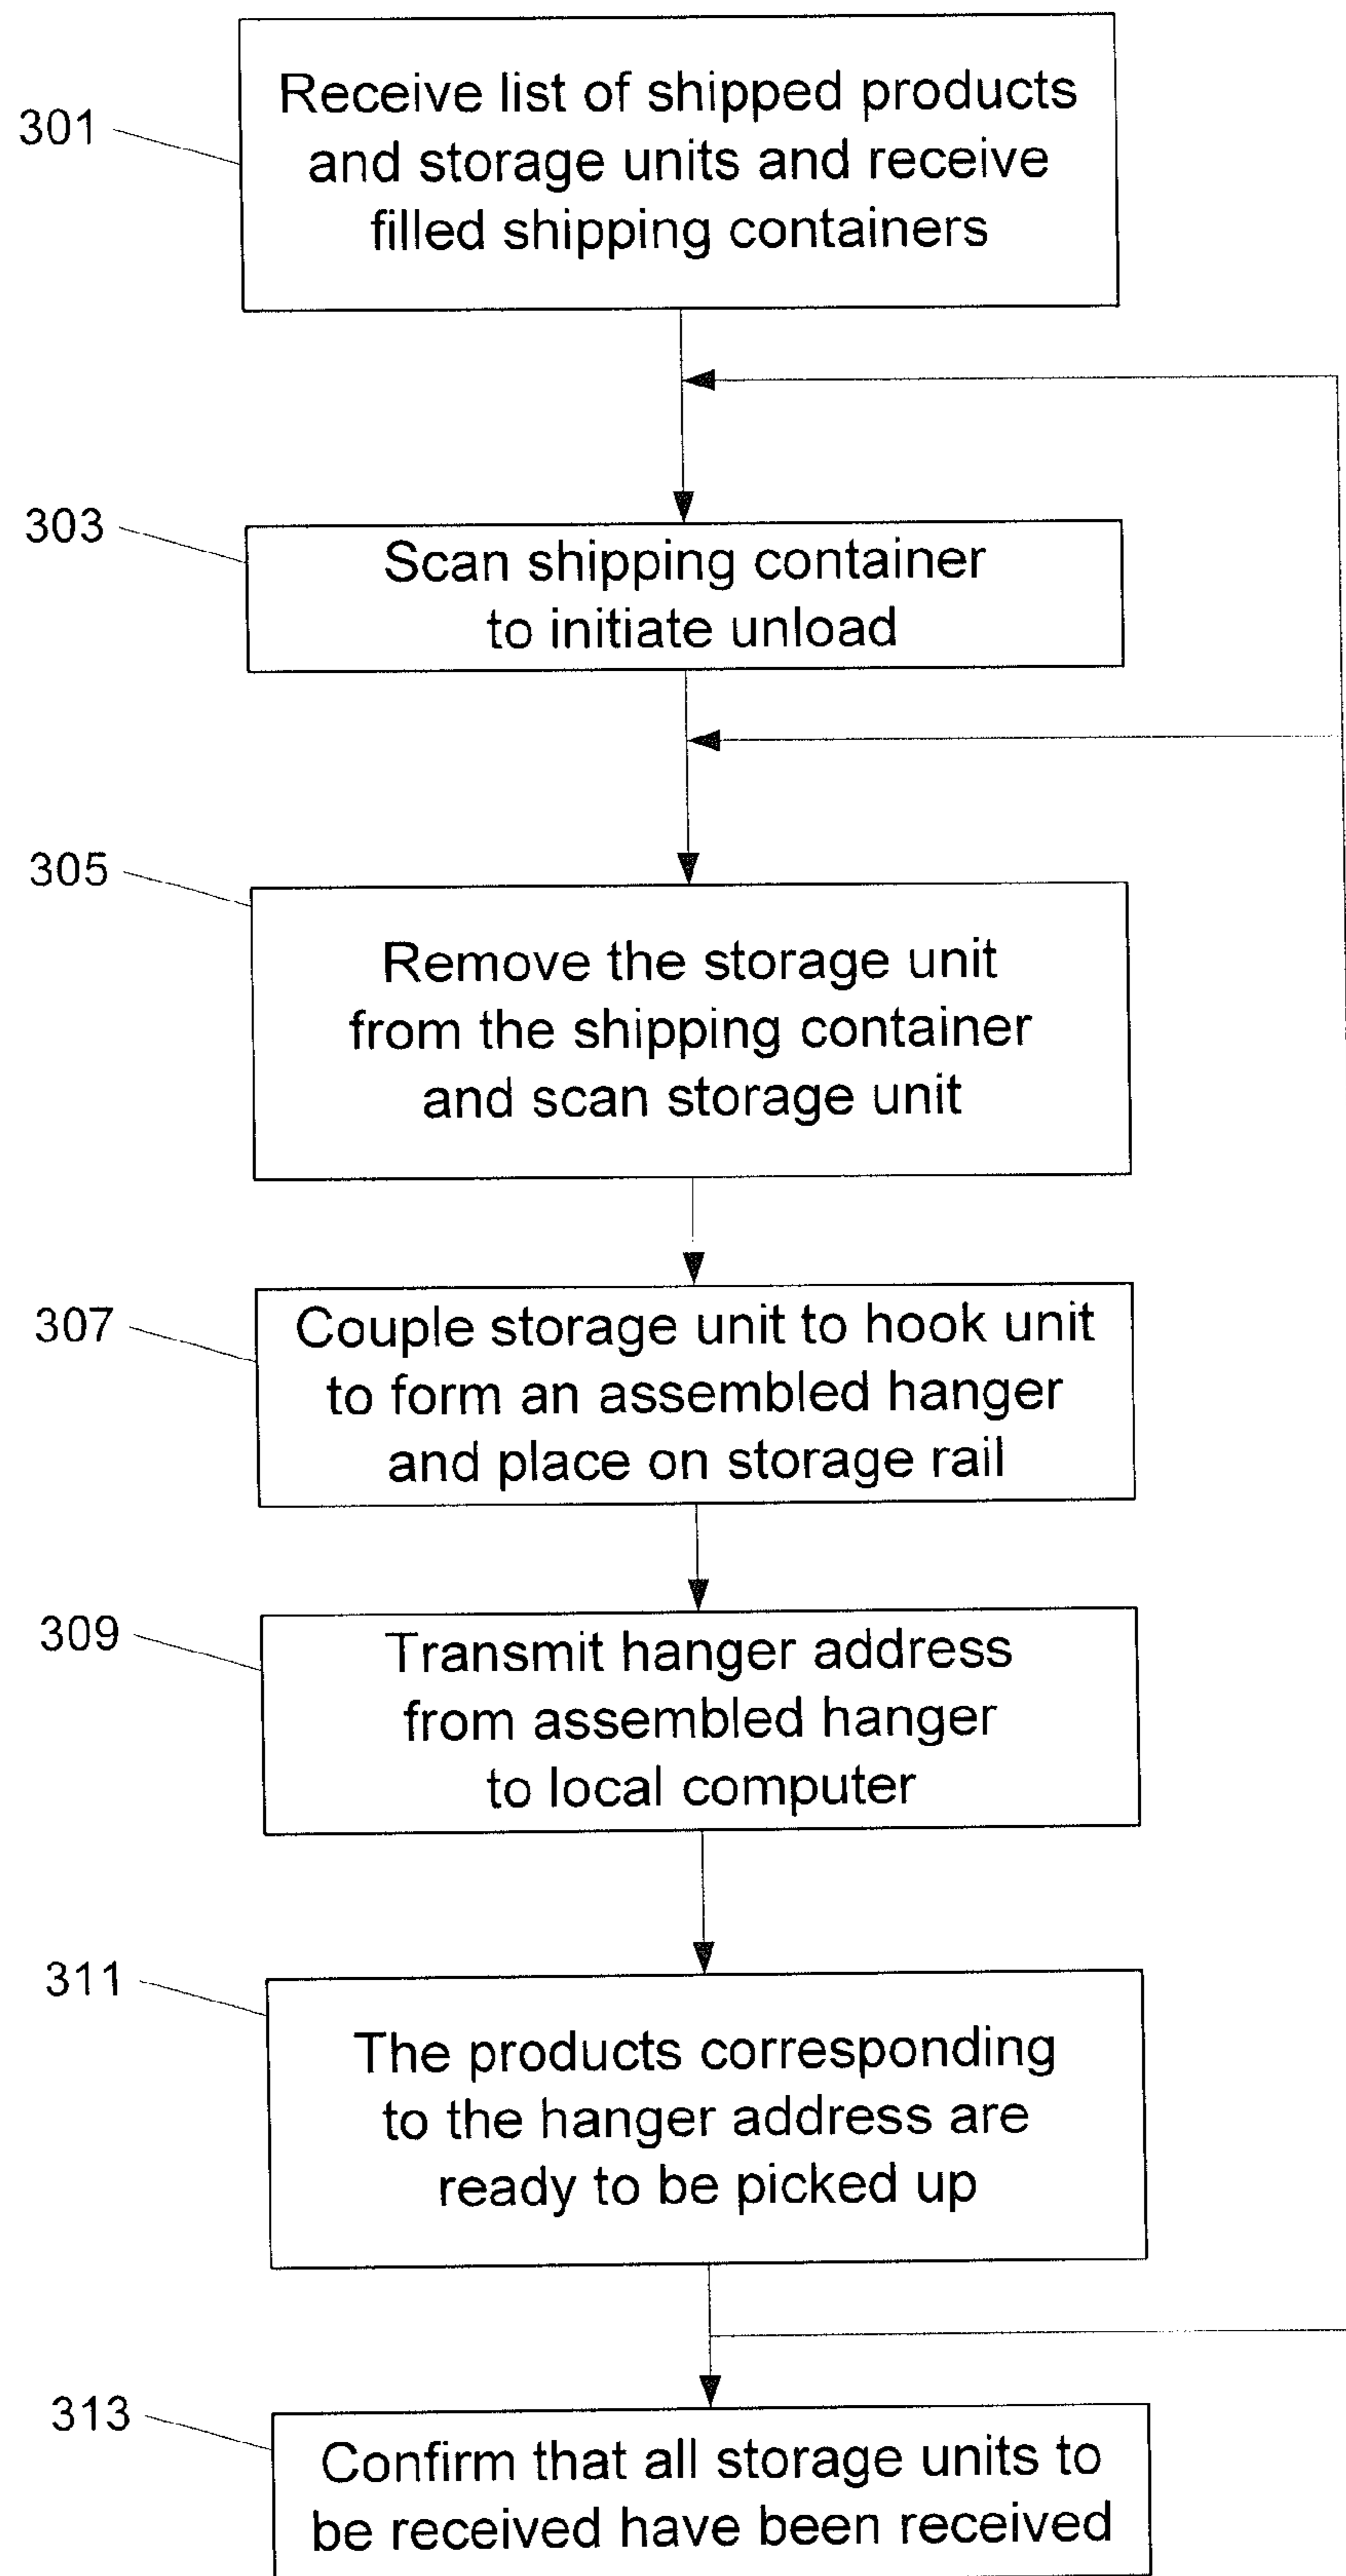 301
Receive list of shipped products
and storage units and receive
filled shipping containers
303
Scan shipping container
to initiate unload
305
Remove the storage unit
from the shipping container
and scan storage unit
307
Couple storage unit to hook unit
to form an assembled hanger
and place on storage rail
309
Transmit hanger address
from assembled hanger
to local computer
311
The products corresponding
to the hanger address are
ready to be picked up
313
Confirm that all storage units to
be received have been received